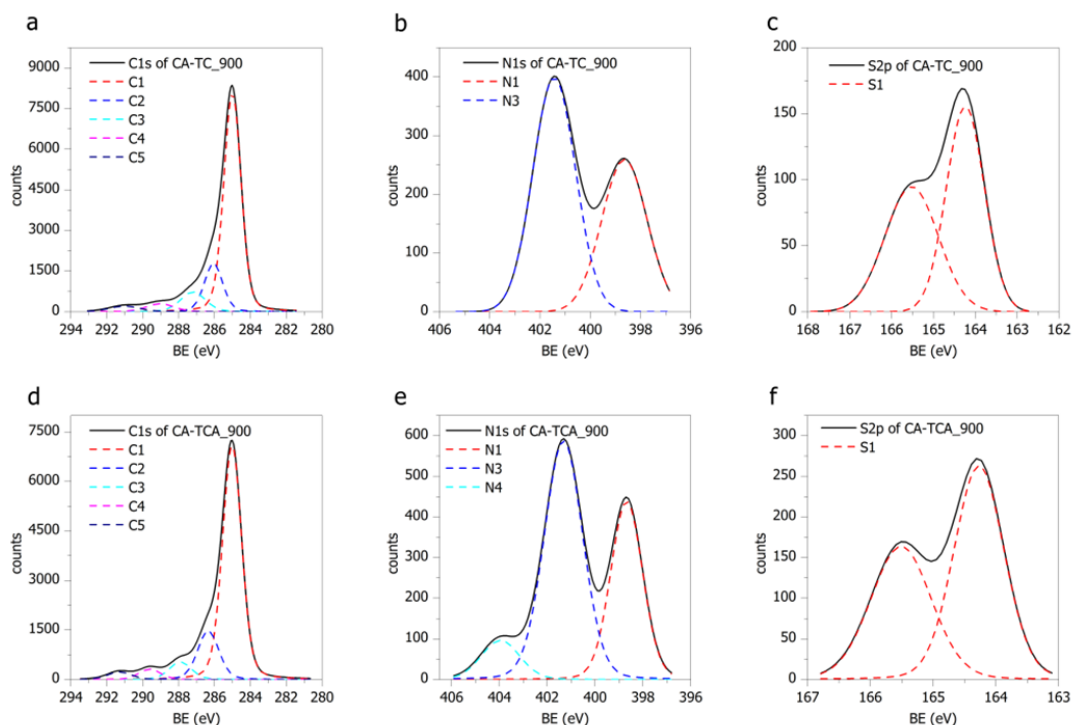 a
C1s of CA-TC_900
C1
C2
C3
C4
C5
9000
7500
6000
4500
3000
1500
0
counts
294 292 290 288 286 284 282 280
BE (eV)
b
N1s of CA-TC_900
N1
N3
400
300
200
100
0
counts
406 404 402 400 398 396
BE (eV)
c
S2p of CA-TC_900
S1
200
150
100
50
0
counts
168 167 166 165 164 163 162
BE (eV)
d
C1s of CA-TCA_900
C1
C2
C3
C4
C5
7500
6000
4500
3000
1500
0
counts
294 292 290 288 286 284 282 280
BE (eV)
e
N1s of CA-TCA_900
N1
N3
N4
600
500
400
300
200
100
0
counts
406 404 402 400 398 396
BE (eV)
f
S2p of CA-TCA_900
S1
300
250
200
150
100
50
0
counts
167 166 165 164 163
BE (eV)